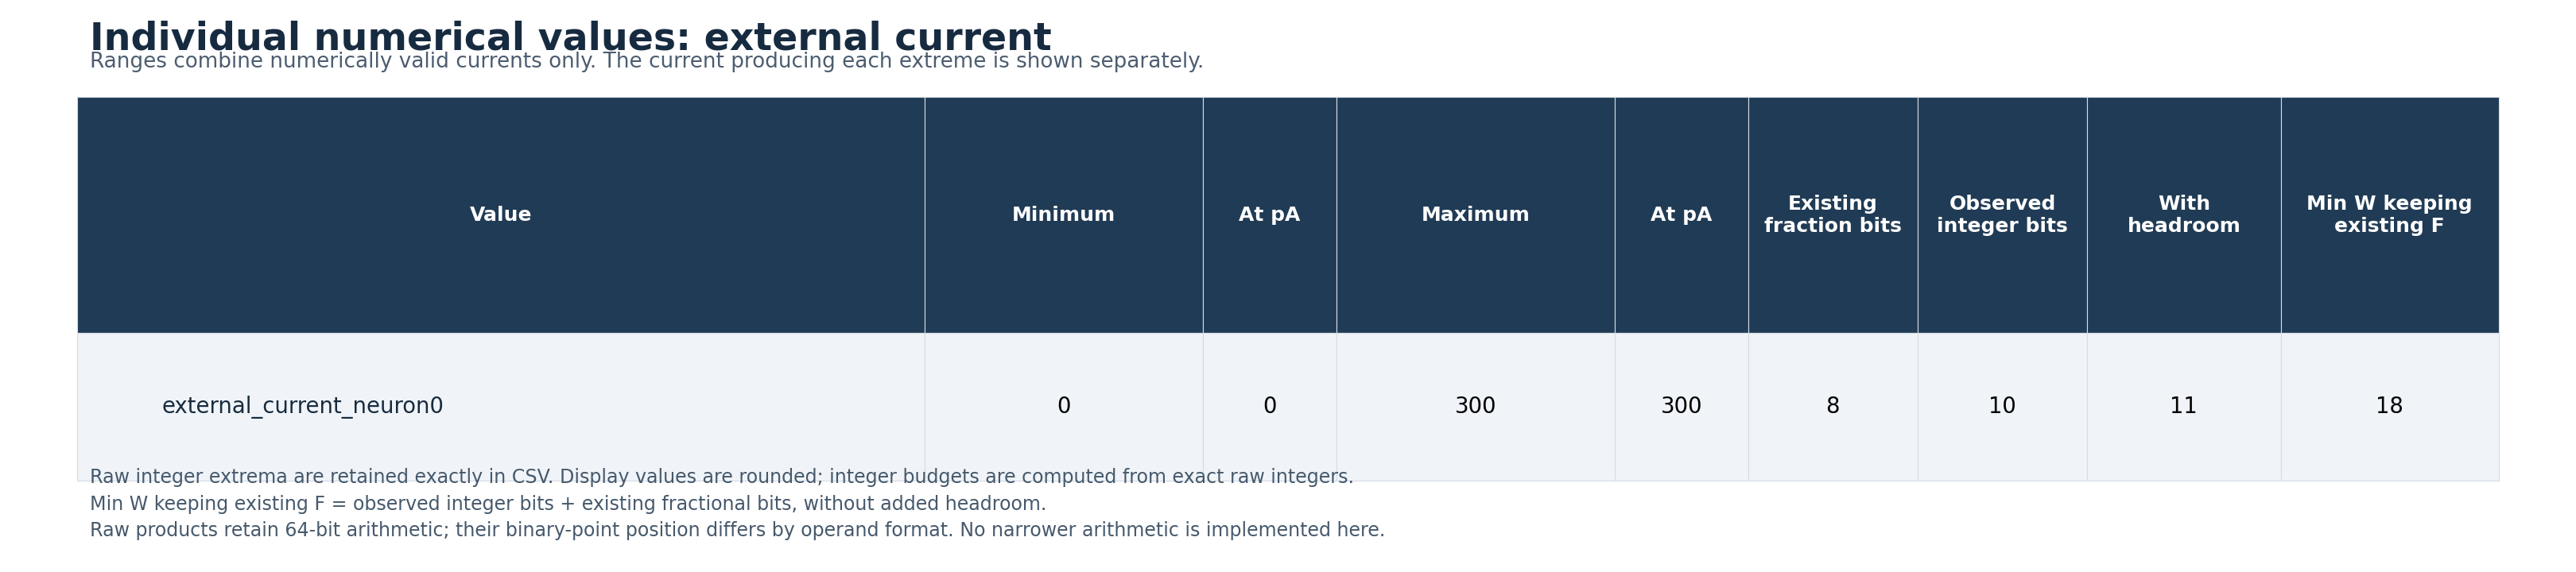 Individual numerical values: external current
Ranges combine numerically valid currents only. The current producing each extreme is shown separately.
Value Minimum At pA Maximum At pA Existing fraction bits Observed integer bits With headroom Min W keeping existing F
external_current_neuron0 0 0 300 300 8 10 11 18
Raw integer extrema are retained exactly in CSV. Display values are rounded; integer budgets are computed from exact raw integers.
Min W keeping existing F = observed integer bits + existing fractional bits, without added headroom.
Raw products retain 64-bit arithmetic; their binary-point position differs by operand format. No narrower arithmetic is implemented here.